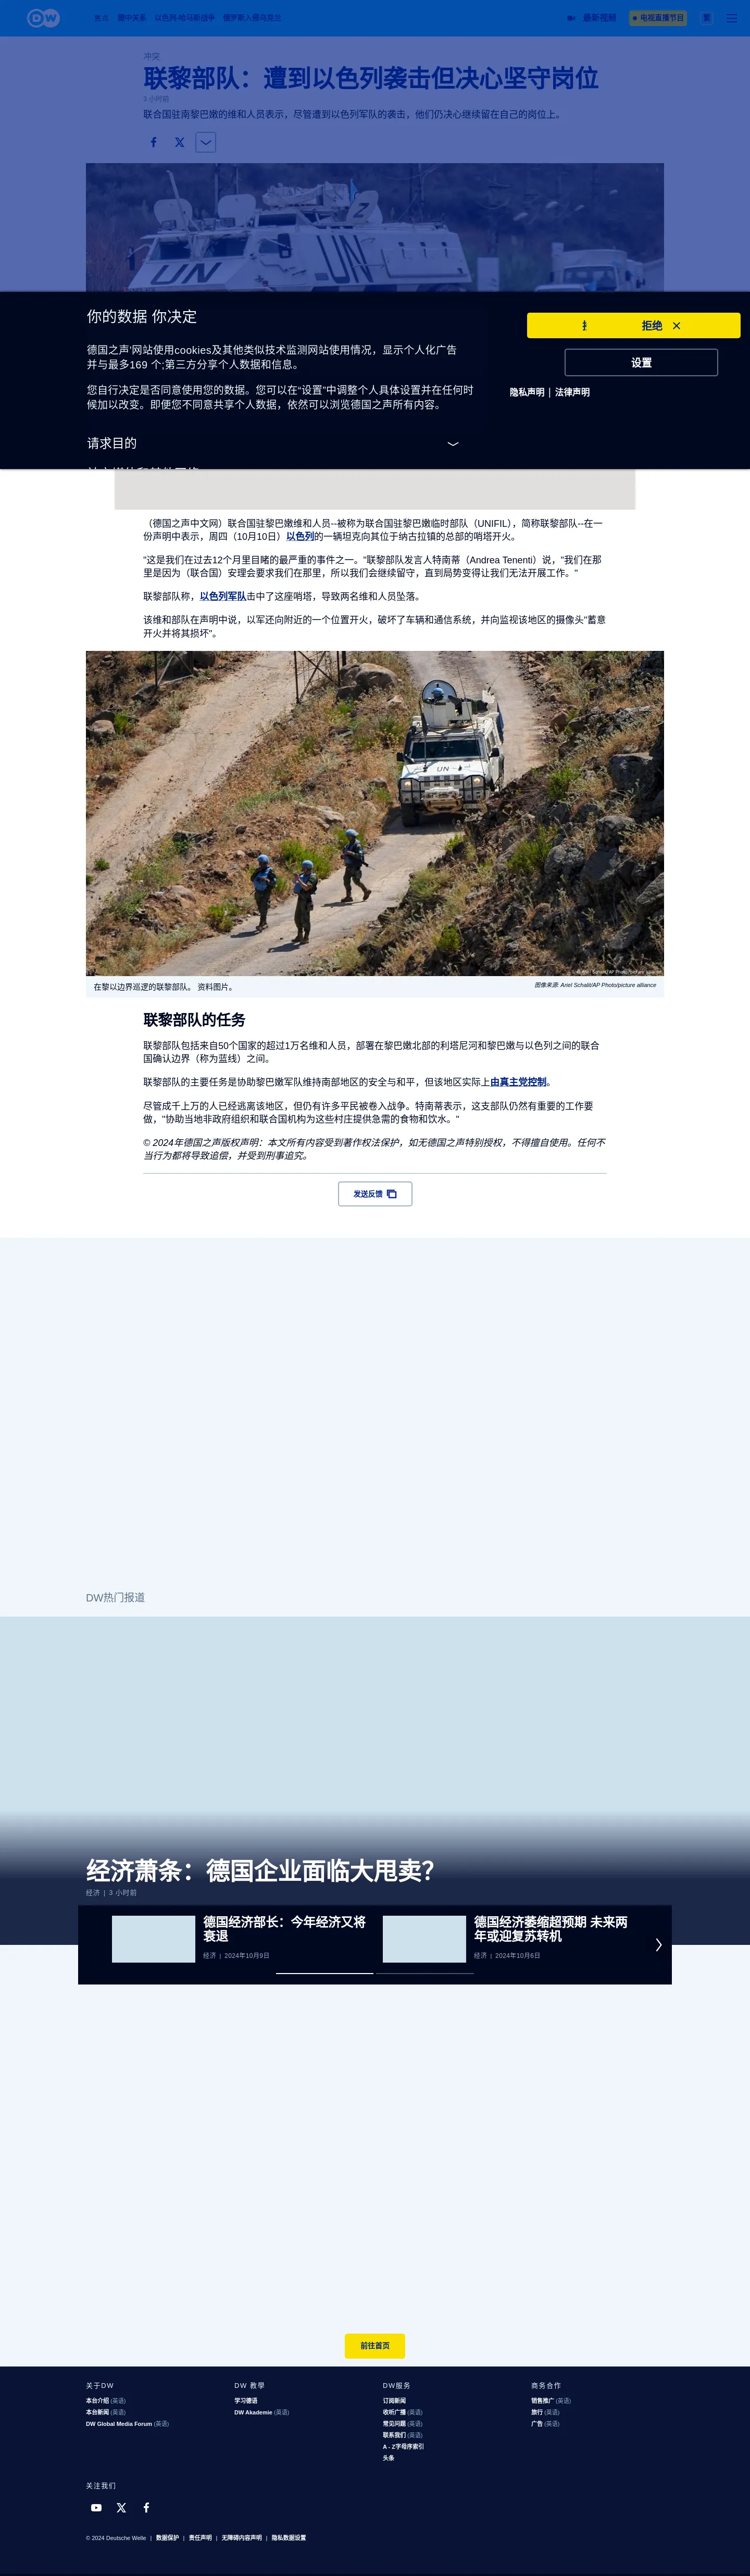 DW
焦点 德中关系 以色列-哈马斯战争 俄罗斯入侵乌克兰
最新视频 电视直播节目 繁
冲突
联黎部队：遭到以色列袭击但决心坚守岗位
3 小时前
联合国驻南黎巴嫩的维和人员表示，尽管遭到以色列军队的袭击，他们仍决心继续留在自己的岗位上。
UN UN
你的数据 你决定
德国之声'网站使用cookies及其他类似技术监测网站使用情况，显示个人化广告
并与最多169 个;第三方分享个人数据和信息。
您自行决定是否同意使用您的数据。您可以在“设置”中调整个人具体设置并在任何时
候加以改变。即使您不同意共享个人数据，依然可以浏览德国之声所有内容。
请求目的
拒绝
设置
隐私声明 | 法律声明
（德国之声中文网）联合国驻黎巴嫩维和人员--被称为联合国驻黎巴嫩临时部队（UNIFIL），简称联黎部队--在一
份声明中表示，周四（10月10日）以色列的一辆坦克向其位于纳古拉镇的总部的哨塔开火。
"这是我们在过去12个月里目睹的最严重的事件之一。"联黎部队发言人特南蒂（Andrea Tenenti）说，"我们在那
里是因为（联合国）安理会要求我们在那里，所以我们会继续留守，直到局势变得让我们无法开展工作。"
联黎部队称，以色列军队击中了这座哨塔，导致两名维和人员坠落。
该维和部队在声明中说，以军还向附近的一个位置开火，破坏了车辆和通信系统，并向监视该地区的摄像头"蓄意
开火并将其损坏"。
UN
在黎以边界巡逻的联黎部队。 资料图片。
图像来源: Ariel Schalit/AP Photo/picture alliance
联黎部队的任务
联黎部队包括来自50个国家的超过1万名维和人员，部署在黎巴嫩北部的利塔尼河和黎巴嫩与以色列之间的联合
国确认边界（称为蓝线）之间。
联黎部队的主要任务是协助黎巴嫩军队维持南部地区的安全与和平，但该地区实际上由真主党控制。
尽管成千上万的人已经逃离该地区，但仍有许多平民被卷入战争。特南蒂表示，这支部队仍然有重要的工作要
做，"协助当地非政府组织和联合国机构为这些村庄提供急需的食物和饮水。"
© 2024年德国之声版权声明：本文所有内容受到著作权法保护，如无德国之声特别授权，不得擅自使用。任何不
当行为都将导致追偿，并受到刑事追究。
发送反馈
DW热门报道
经济萧条：德国企业面临大甩卖？
经济 | 3 小时前
德国经济部长：今年经济又将
衰退
经济 | 2024年10月9日
德国经济萎缩超预期 未来两
年或迎复苏转机
经济 | 2024年10月6日
前往首页
关于DW
本台介绍 (英语)
本台新闻 (英语)
DW Global Media Forum (英语)
DW 教學
学习德语
DW Akademie (英语)
DW服务
订阅新闻
收听广播 (英语)
常见问题 (英语)
联系我们 (英语)
A - Z字母序索引
头条
商务合作
销售推广 (英语)
旅行 (英语)
广告 (英语)
关注我们
© 2024 Deutsche Welle | 数据保护 | 责任声明 | 无障碍内容声明 | 隐私数据设置